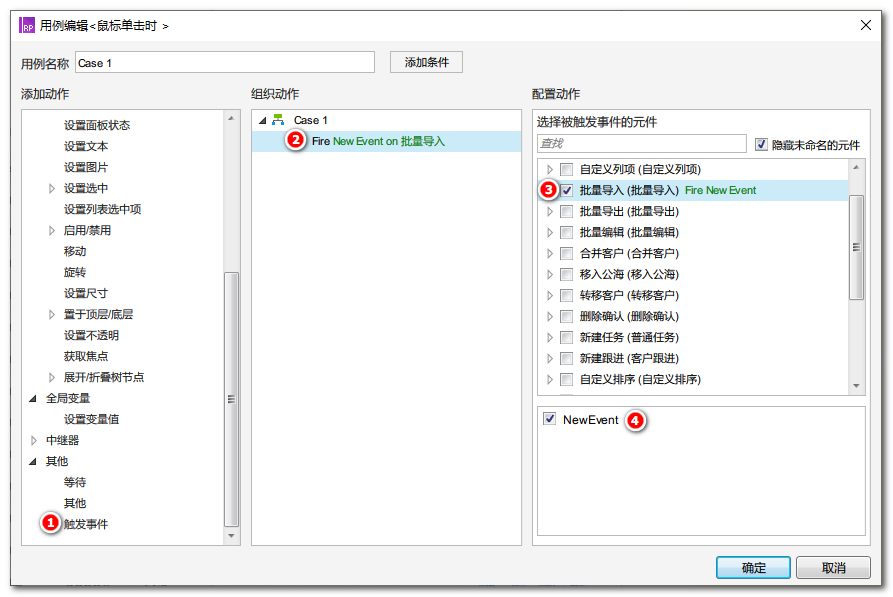 RP 用例编辑<鼠标单击时 >
用例名称 Case 1 添加条件
添加动作
设置面板状态
设置文本
设置图片
设置选中
设置列表选中项
启用/禁用
移动
旋转
设置尺寸
置于顶层/底层
设置不透明
获取焦点
展开/折叠树节点
全局变量
设置变量值
中继器
其他
等待
其他
1 触发事件
组织动作
Case 1
2 Fire New Event on 批量导入
配置动作
选择被触发事件的元件
查找 隐藏未命名的元件
自定义列项 (自定义列项)
3 批量导入 (批量导入) Fire New Event
批量导出 (批量导出)
批量编辑 (批量编辑)
合并客户 (合并客户)
移入公海 (移入公海)
转移客户 (转移客户)
删除确认 (删除确认)
新建任务 (普通任务)
新建跟进 (客户跟进)
自定义排序 (自定义排序)
NewEvent 4
确定 取消